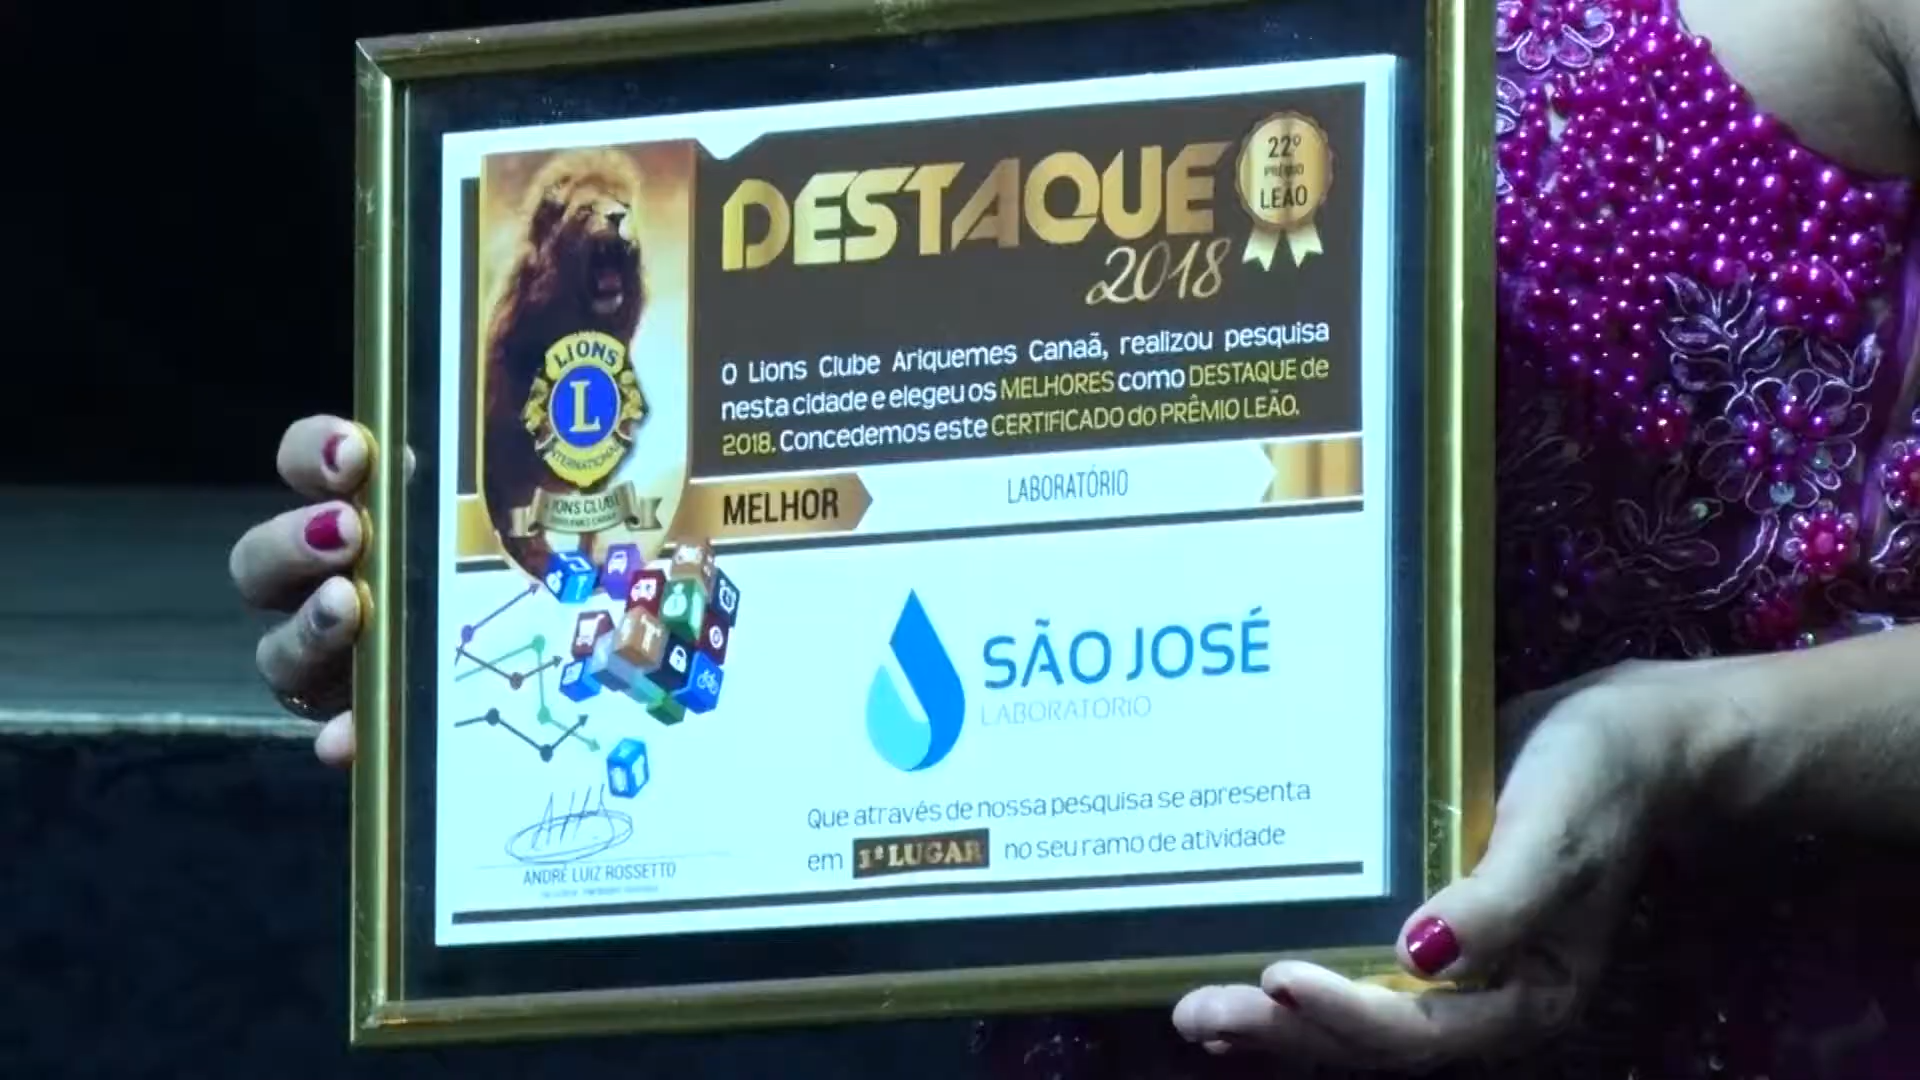 DESTAQUE
2018
22º
PRÊMIO
LEÃO
O Lions Clube Ariquemes Canaã, realizou pesquisa
nesta cidade e elegeu os MELHORES como DESTAQUE de
2018. Concedemos este CERTIFICADO do PRÊMIO LEÃO.
LIONS
L
INTERNATIONAL
LIONS CLUBE
MELHOR
LABORATÓRIO
T
SÃO JOSÉ
LABORATÓRIO
Que através de nossa pesquisa se apresenta
em 1º LUGAR no seu ramo de atividade
ANDRÉ LUIZ ROSSETTO